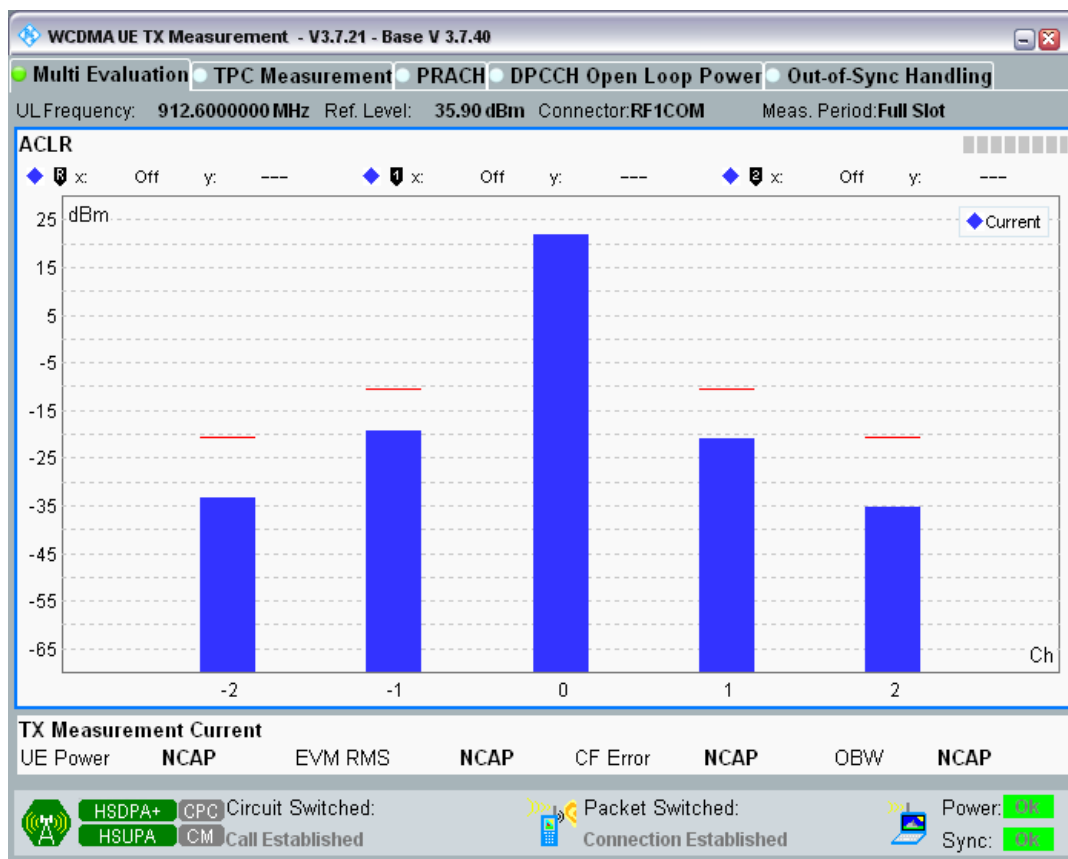 WCDMA UE TX Measurement - V3.7.21 - Base V 3.7.40
Multi Evaluation TPC Measurement PRACH DPCCH Open Loop Power Out-of-Sync Handling
UL Frequency: 912.6000000 MHz Ref. Level: 35.90 dBm Connector:RF1COM Meas. Period:Full Slot
ACLR
R x: Off y: --- 1 x: Off y: --- 2 x: Off y: ---
dBm
Current
25
15
5
-5
-15
-25
-35
-45
-55
-65
Ch
-2 -1 0 1 2
TX Measurement Current
UE Power NCAP EVM RMS NCAP CF Error NCAP OBW NCAP
HSDPA+ CPC Circuit Switched: Packet Switched: Power: Ok
HSUPA CM Call Established Connection Established Sync: Ok